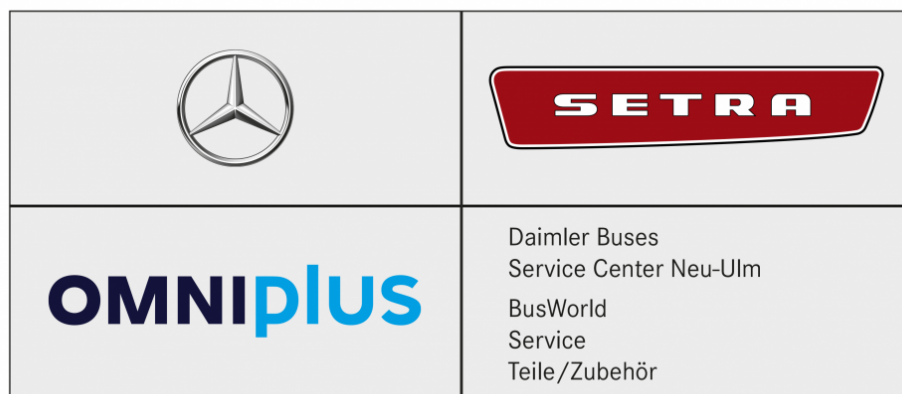 SETRA
OMNIplus
Daimler Buses
Service Center Neu-Ulm
BusWorld
Service
Teile/Zubehör